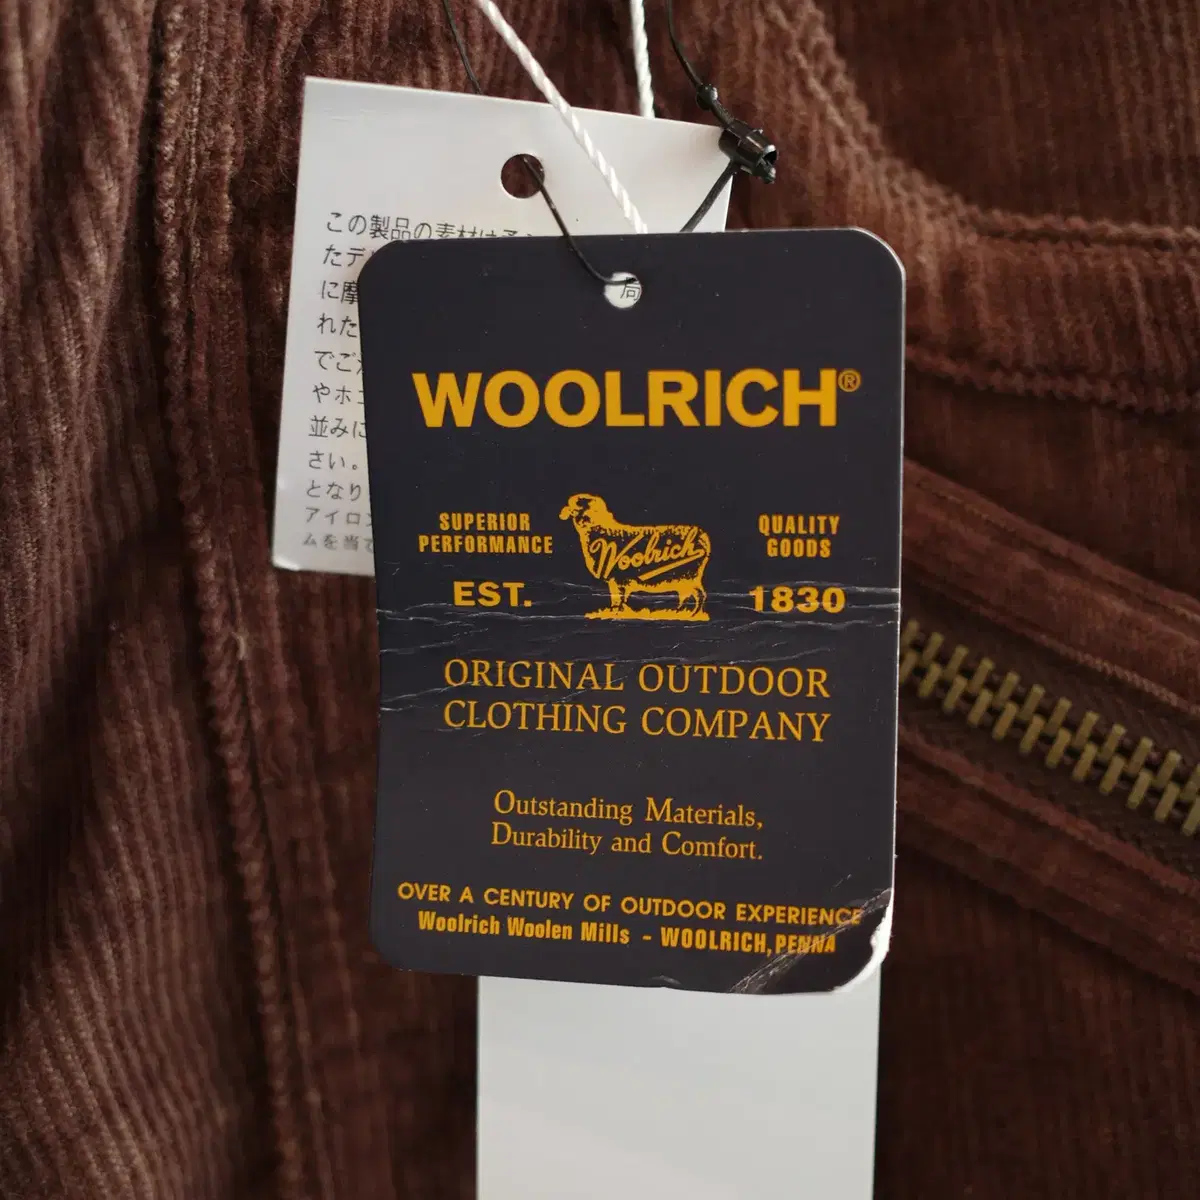 この製品の素材は
たデ
に摩
れた
でご
やホ
並みに
さい。
となり
アイロン
ムを当て
局
WOOLRICH®
SUPERIOR
PERFORMANCE
QUALITY
GOODS
Woolrich
EST.
1830
ORIGINAL OUTDOOR
CLOTHING COMPANY
Outstanding Materials,
Durability and Comfort.
OVER A CENTURY OF OUTDOOR EXPERIENCE
Woolrich Woolen Mills - WOOLRICH, PENNA